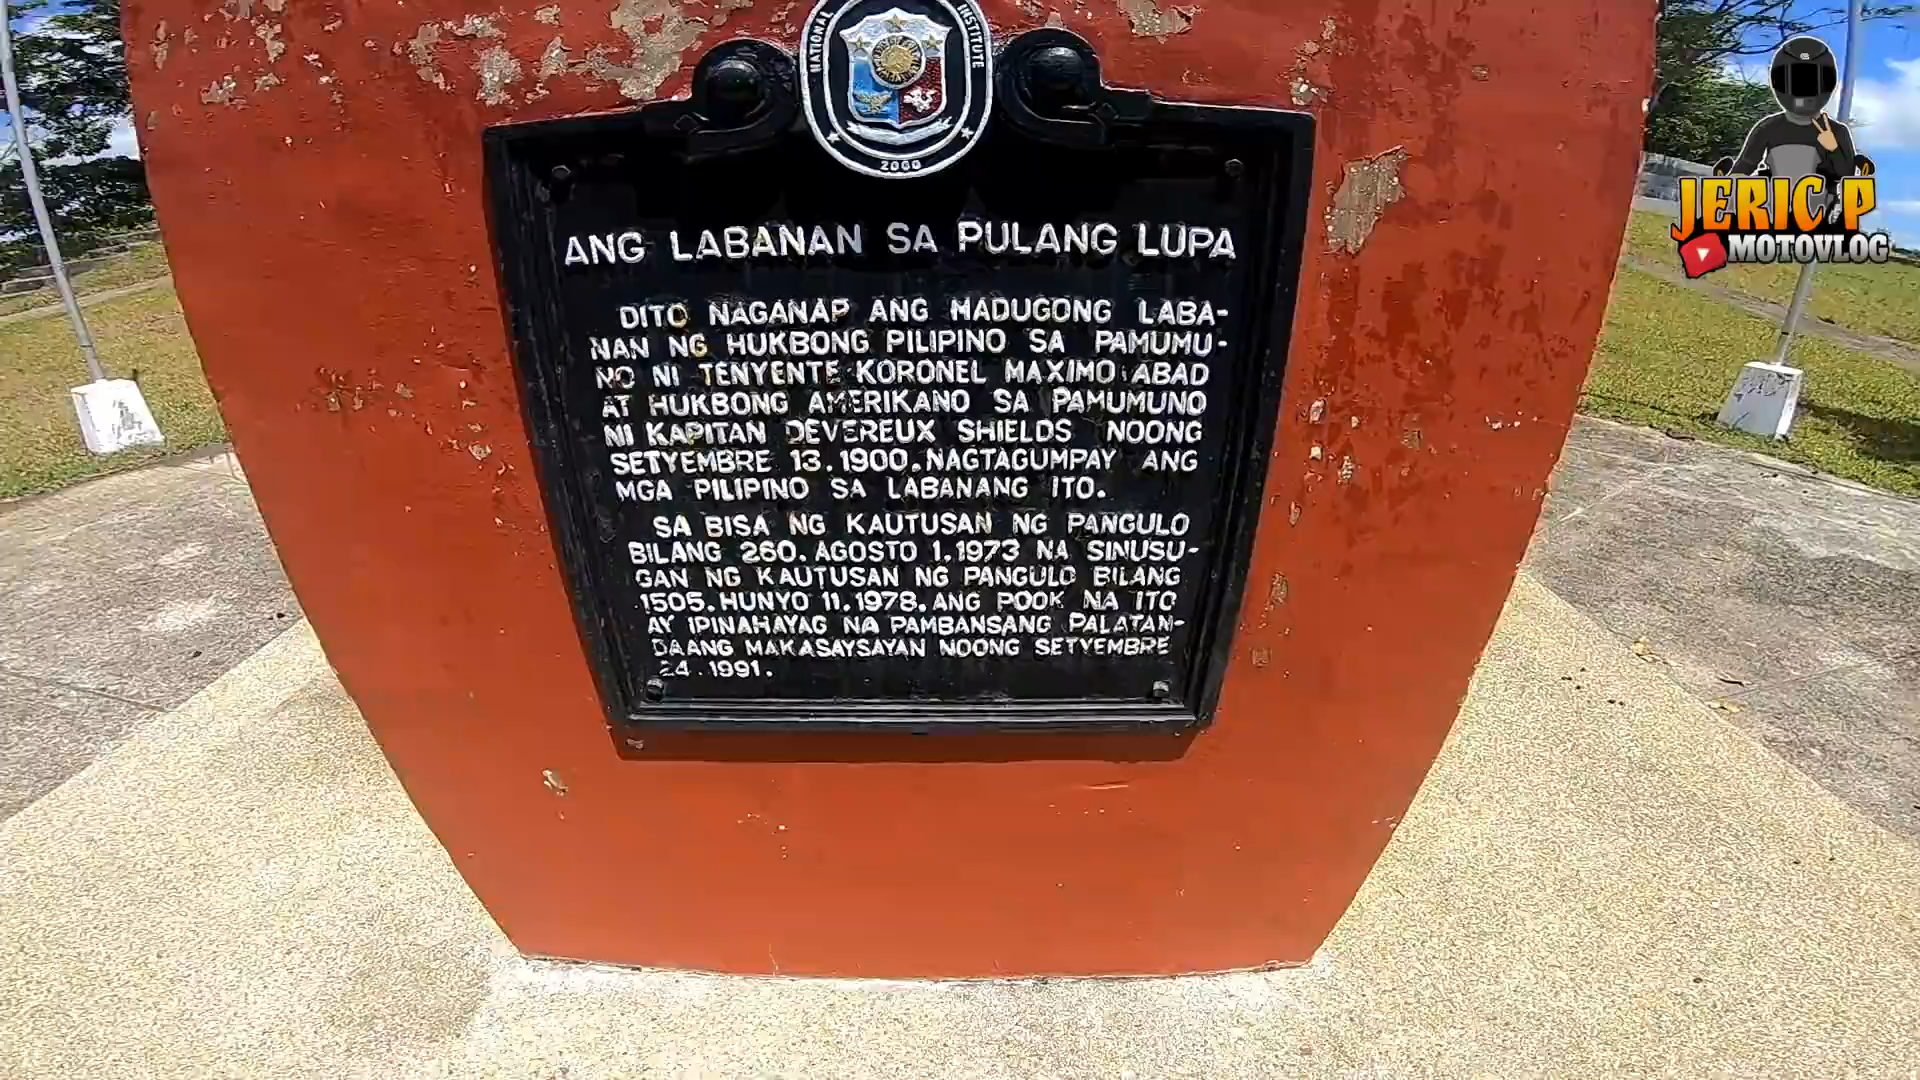 NATIONAL INSTITUTE
2000
ANG LABANAN SA PULANG LUPA
DITO NAGANAP ANG MADUGONG LABA-
NAN NG HUKBONG PILIPINO SA PAMUMU-
NO NI TENYENTE KORONEL MAXIMO ABAD
AT HUKBONG AMERIKANO SA PAMUMUNO
NI KAPITAN DEVEREUX SHIELDS NOONG
SETYEMBRE 13, 1900. NAGTAGUMPAY ANG
MGA PILIPINO SA LABANANG ITO.
SA BISA NG KAUTUSAN NG PANGULO
BILANG 260, AGOSTO 1, 1973 NA SINUSU-
GAN NG KAUTUSAN NG PANGULO BILANG
1505, HUNYO 11, 1978, ANG POOK NA ITO
AY IPINAHAYAG NA PAMBANSANG PALATAN-
DAANG MAKASAYSAYAN NOONG SETYEMBRE
24, 1991.
JERIC P
MOTOVLOG